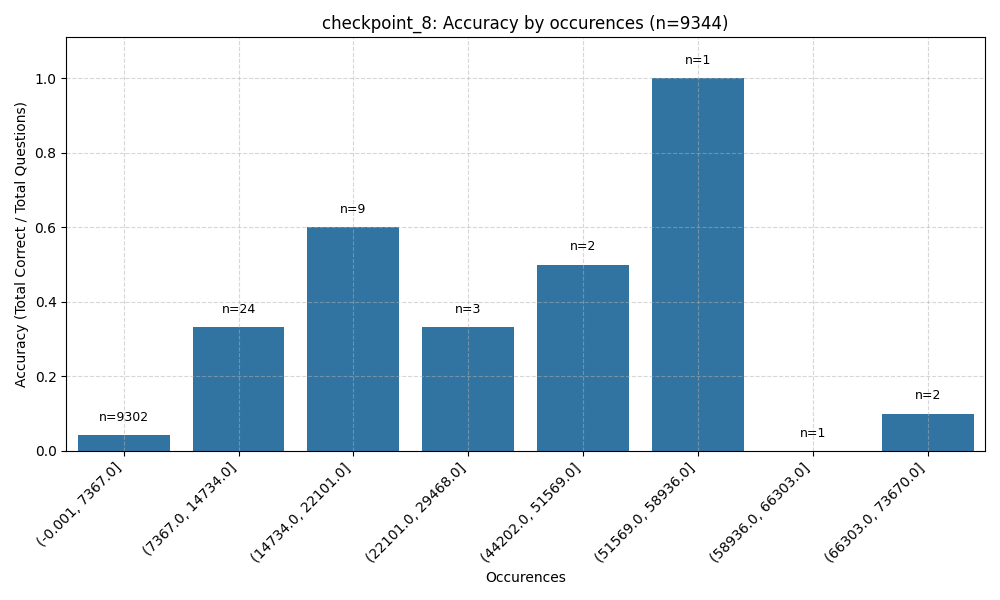 checkpoint_8: Accuracy by occurences (n=9344)
Accuracy (Total Correct / Total Questions)
1.0
0.8
0.6
0.4
0.2
0.0
n=9302
n=24
n=9
n=3
n=2
n=1
n=1
n=2
(-0.001, 7367.0]
(7367.0, 14734.0]
(14734.0, 22101.0]
(22101.0, 29468.0]
(44202.0, 51569.0]
(51569.0, 58936.0]
(58936.0, 66303.0]
(66303.0, 73670.0]
Occurences